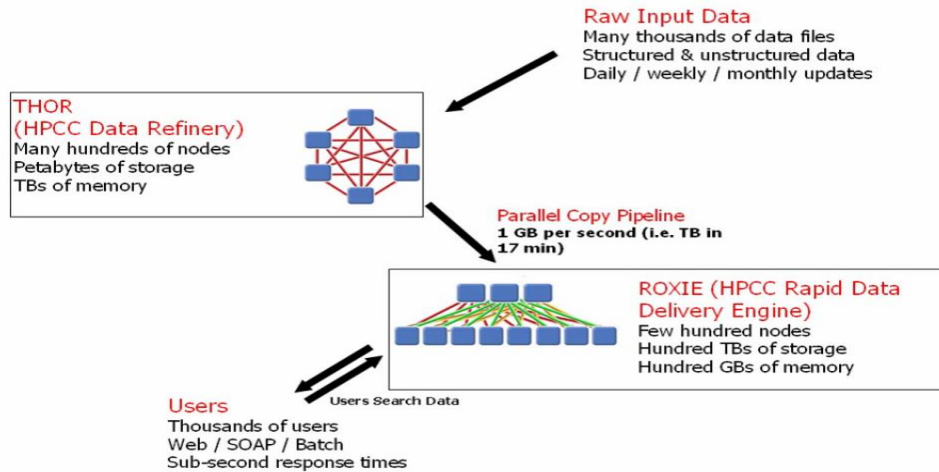 Raw Input Data
Many thousands of data files
Structured & unstructured data
Daily / weekly / monthly updates
THOR
(HPCC Data Refinery)
Many hundreds of nodes
Petabytes of storage
TBs of memory
Parallel Copy Pipeline
1 GB per second (i.e. TB in
17 min)
ROXIE (HPCC Rapid Data
Delivery Engine)
Few hundred nodes
Hundred TBs of storage
Hundred GBs of memory
Users Search Data
Users
Thousands of users
Web / SOAP / Batch
Sub-second response times